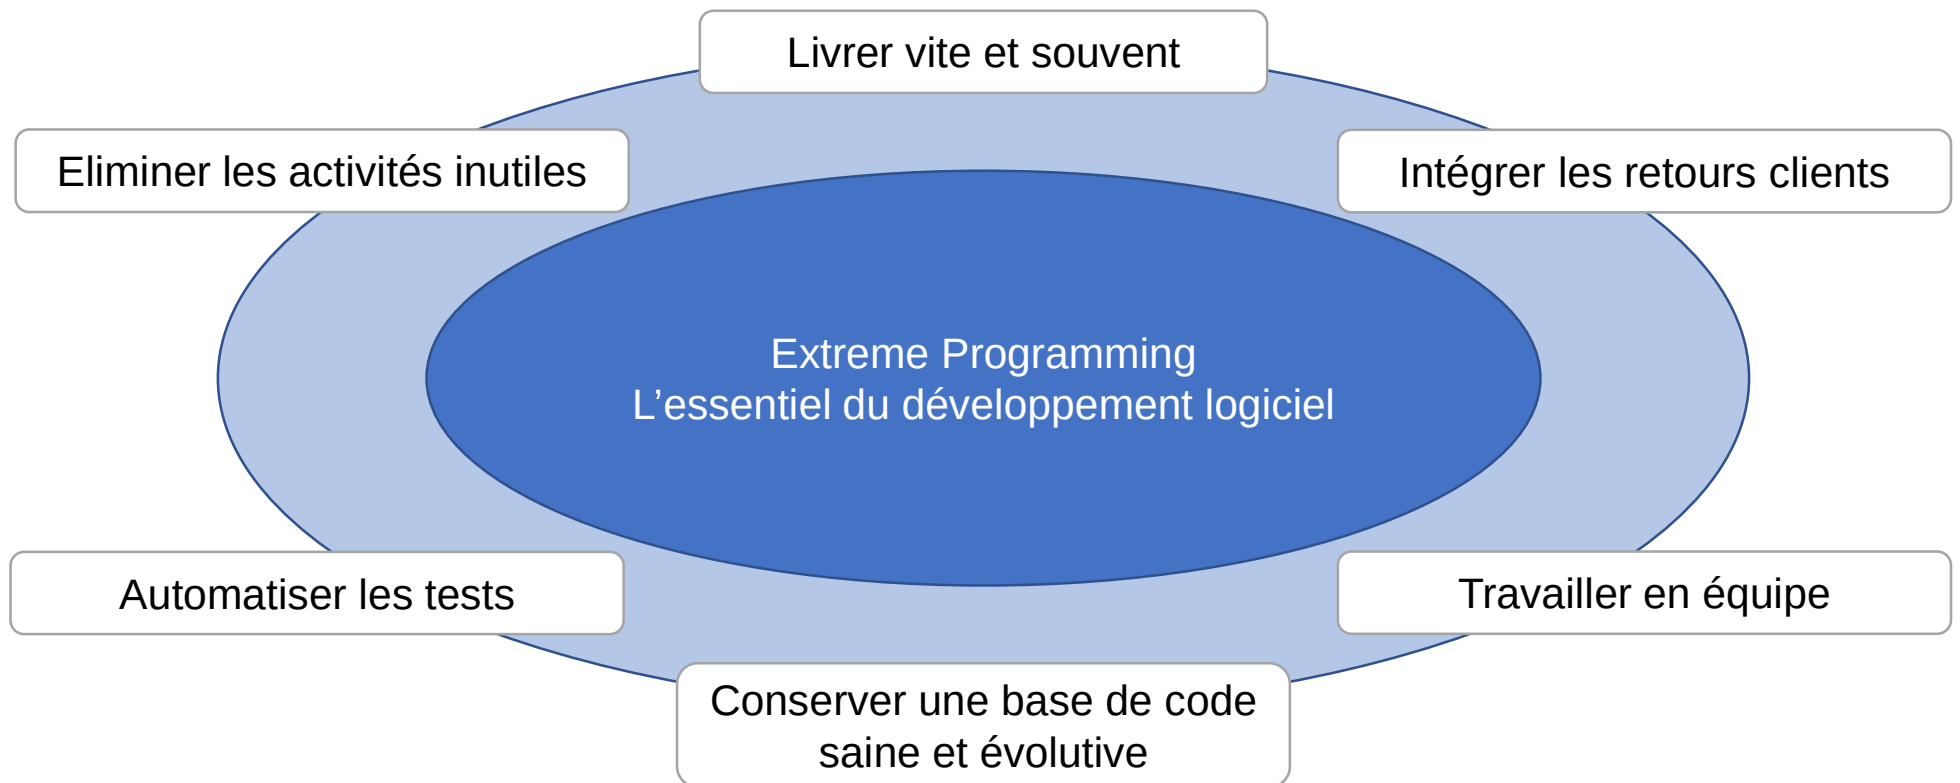 Livrer vite et souvent
Eliminer les activités inutiles
Intégrer les retours clients
Extreme Programming
L’essentiel du développement logiciel
Automatiser les tests
Travailler en équipe
Conserver une base de code
saine et évolutive